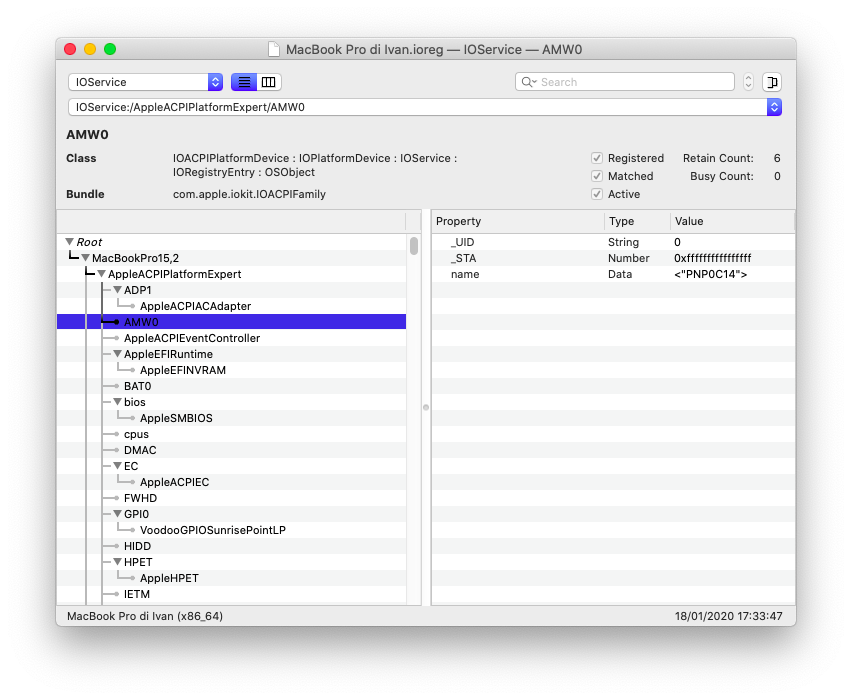 MacBook Pro di Ivan.ioreg — IOService — AMW0
IOService
Search
IOService:/AppleACPIPlatformExpert/AMW0
AMW0
Class IOACPIPlatformDevice : IOPlatformDevice : IOService :
IORegistryEntry : OSObject
Bundle com.apple.iokit.IOACPIFamily
Registered Retain Count: 6
Matched Busy Count: 0
Active
Property Type Value
_UID String 0
_STA Number 0xffffffffffffffff
name Data <"PNP0C14">
Root
MacBookPro15,2
AppleACPIPlatformExpert
ADP1
AppleACPIACAdapter
AMW0
AppleACPIEventController
AppleEFIRuntime
AppleEFINVRAM
BAT0
bios
AppleSMBIOS
cpus
DMAC
EC
AppleACPIEC
FWHD
GPI0
VoodooGPIOSunrisePointLP
HIDD
HPET
AppleHPET
IETM
MacBook Pro di Ivan (x86_64) 18/01/2020 17:33:47